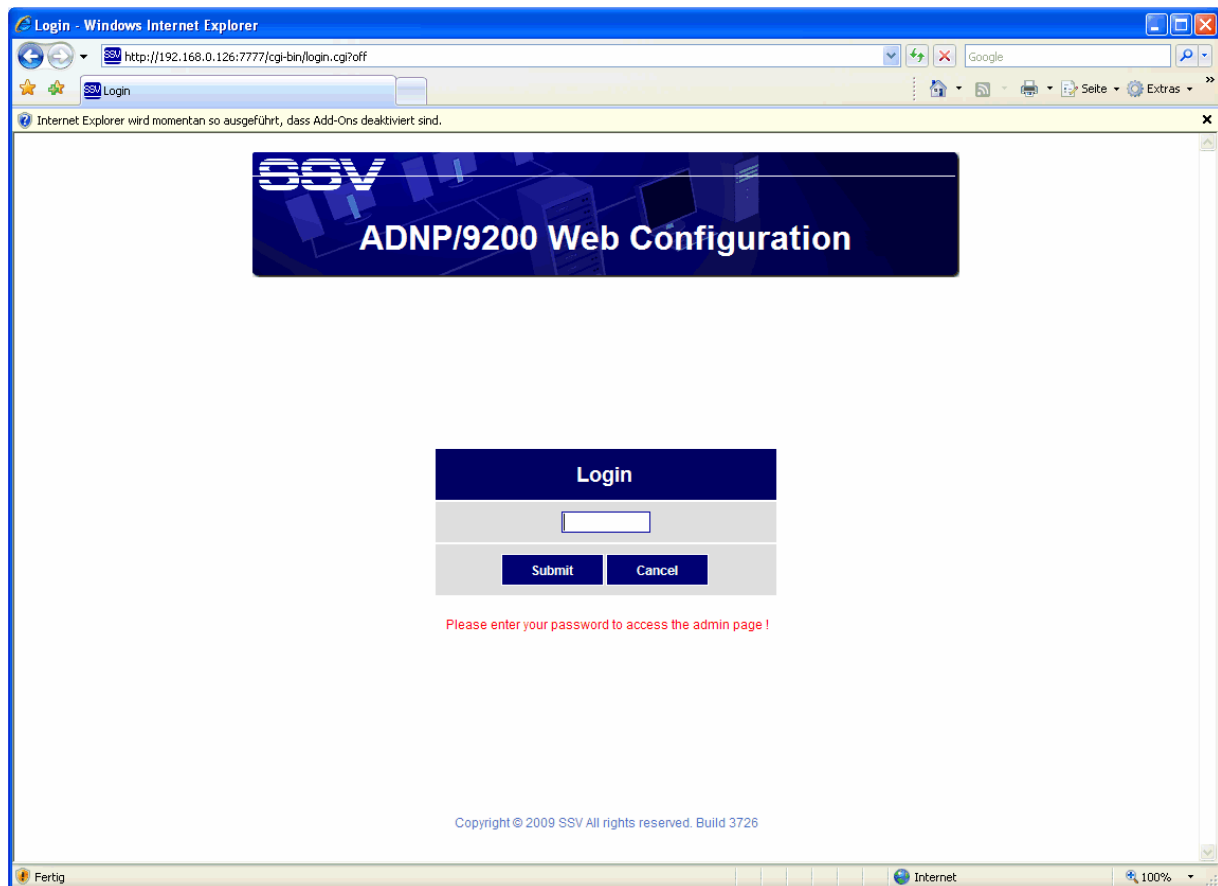 Login - Windows Internet Explorer
SSV http://192.168.0.126:7777/cgi-bin/login.cgi?off
Google
SSV Login
Seite
Extras
»
Internet Explorer wird momentan so ausgeführt, dass Add-Ons deaktiviert sind.
SSV
ADNP/9200 Web Configuration
Login
Submit Cancel
Please enter your password to access the admin page !
Copyright © 2009 SSV All rights reserved. Build 3726
Fertig
Internet
100%